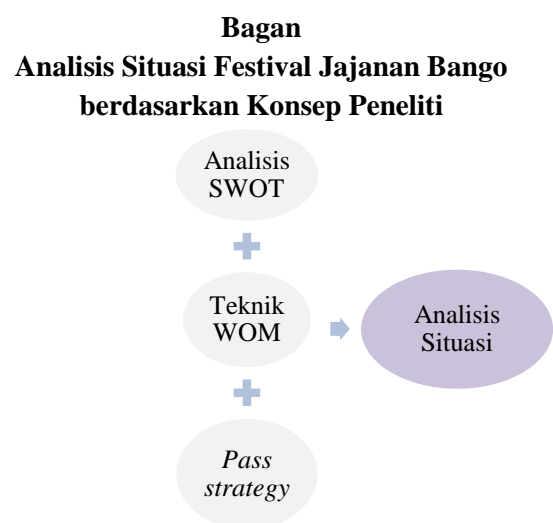 Bagan
Analisis Situasi Festival Jajanan Bango
berdasarkan Konsep Peneliti
Analisis
SWOT
Teknik
WOM
Analisis
Situasi
Pass
strategy